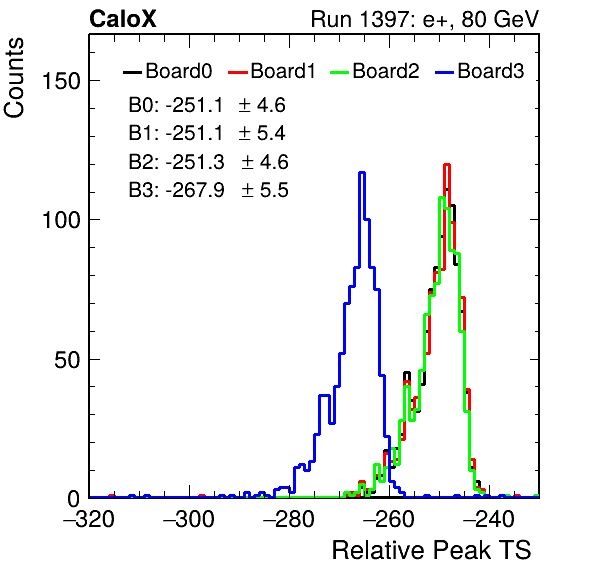 CaloX Run 1397: e+, 80 GeV
Counts
Board0 Board1 Board2 Board3
B0: -251.1 ± 4.6
B1: -251.1 ± 5.4
B2: -251.3 ± 4.6
B3: -267.9 ± 5.5
150
100
50
0
−320 −300 −280 −260 −240
Relative Peak TS